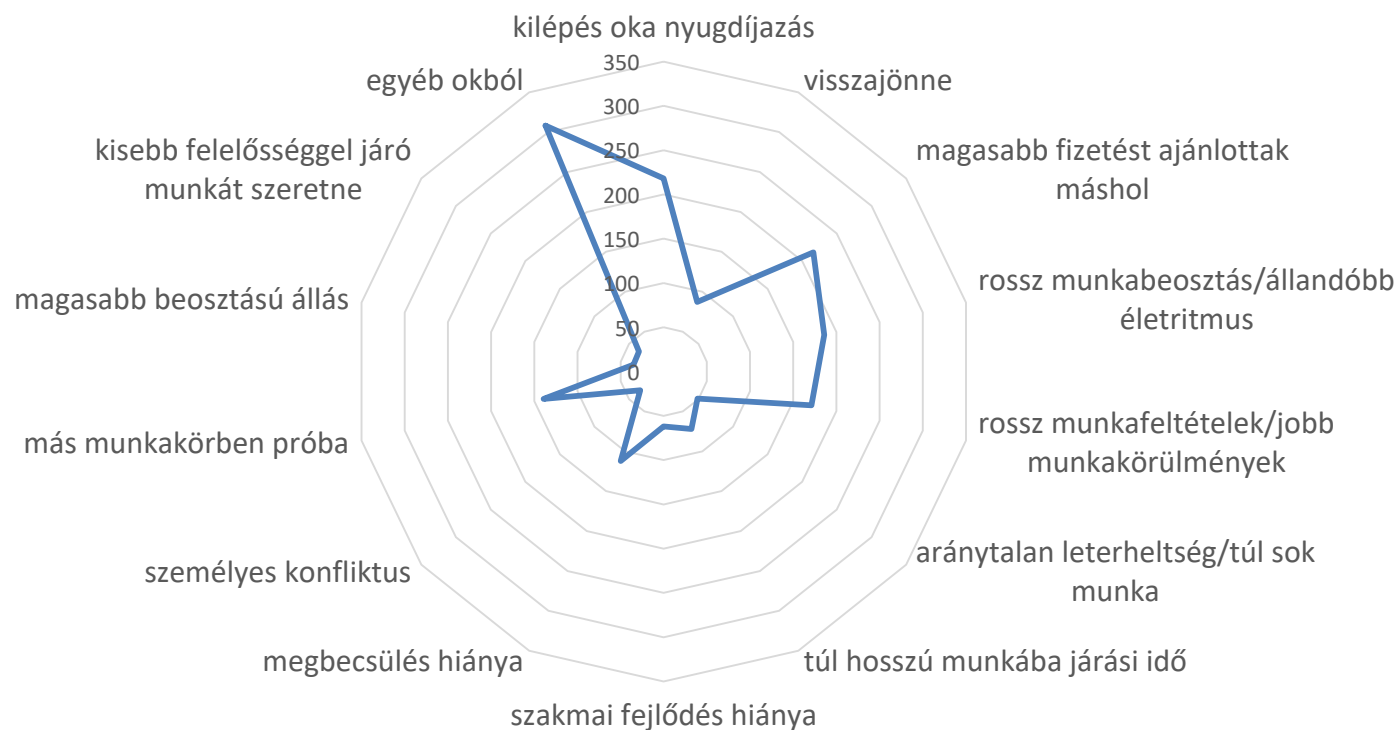 kilépés oka nyugdíjazás
visszajönne
magasabb fizetést ajánlottak
máshol
rossz munkabeosztás/állandóbb
életritmus
rossz munkafeltételek/jobb
munkakörülmények
aránytalan leterheltség/túl sok
munka
túl hosszú munkába járási idő
szakmai fejlődés hiánya
megbecsülés hiánya
személyes konfliktus
más munkakörben próba
magasabb beosztású állás
kisebb felelősséggel járó
munkát szeretne
egyéb okból
350
300
250
200
150
100
50
0